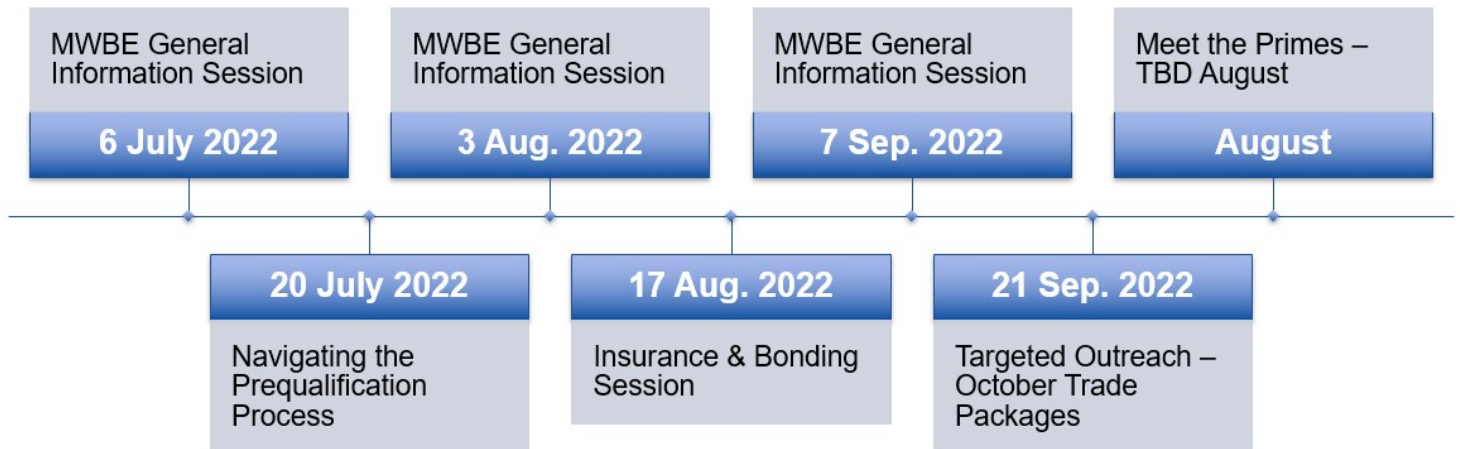 MWBE General
Information Session
6 July 2022
MWBE General
Information Session
3 Aug. 2022
MWBE General
Information Session
7 Sep. 2022
Meet the Primes –
TBD August
August
20 July 2022
Navigating the
Prequalification
Process
17 Aug. 2022
Insurance & Bonding
Session
21 Sep. 2022
Targeted Outreach –
October Trade
Packages